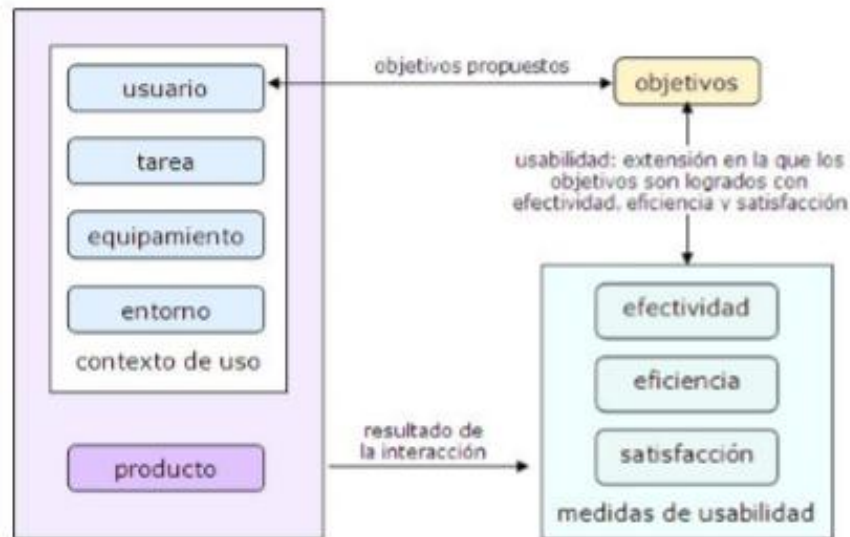 usuario
tarea
equipamiento
entorno
contexto de uso
producto
objetivos propuestos
objetivos
usabilidad: extensión en la que los
objetivos son logrados con
efectividad, eficiencia y satisfacción
resultado de
la interacción
efectividad
eficiencia
satisfacción
medidas de usabilidad